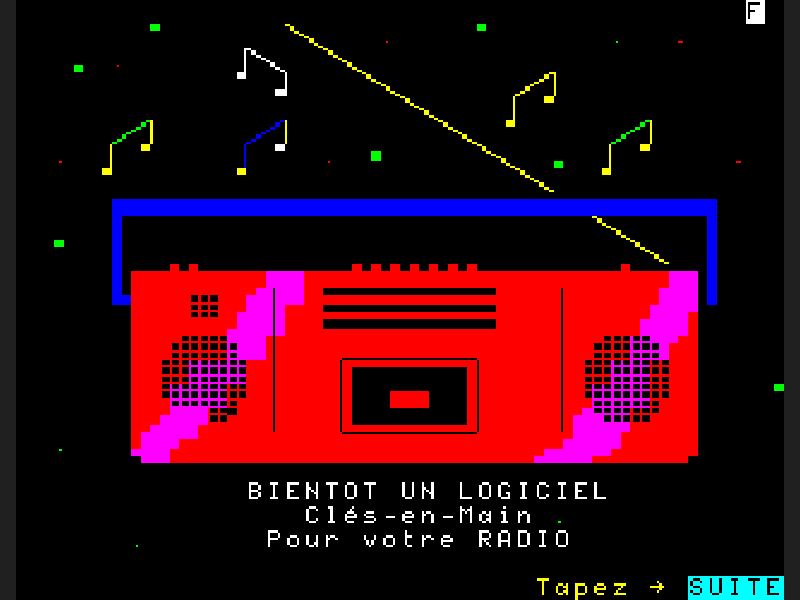 F
BIENTOT UN LOGICIEL
Clés-en-Main
Pour votre RADIO
Tapez → SUITE